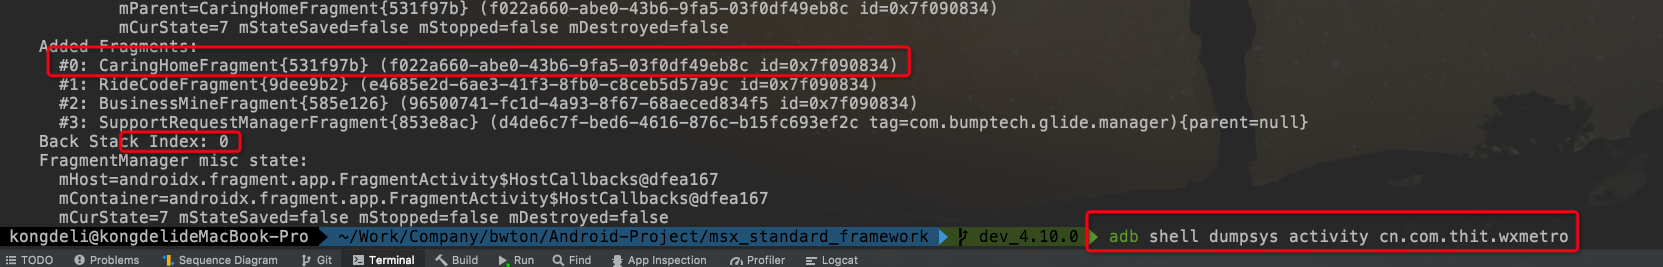 mParent=CaringHomeFragment{531f97b} (f022a660-abe0-43b6-9fa5-03f0df49eb8c id=0x7f090834)
mCurState=7 mStateSaved=false mStopped=false mDestroyed=false
Added Fragments:
#0: CaringHomeFragment{531f97b} (f022a660-abe0-43b6-9fa5-03f0df49eb8c id=0x7f090834)
#1: RideCodeFragment{9dee9b2} (e4685e2d-6ae3-41f3-8fb0-c8ceb5d57a9c id=0x7f090834)
#2: BusinessMineFragment{585e126} (96500741-fc1d-4a93-8f67-68aeced834f5 id=0x7f090834)
#3: SupportRequestManagerFragment{853e8ac} (d4de6c7f-bed6-4616-876c-b15fc693ef2c tag=com.bumptech.glide.manager){parent=null}
Back Stack Index: 0
FragmentManager misc state:
mHost=androidx.fragment.app.FragmentActivity$HostCallbacks@dfea167
mContainer=androidx.fragment.app.FragmentActivity$HostCallbacks@dfea167
mCurState=7 mStateSaved=false mStopped=false mDestroyed=false
kongdeli@kongdelideMacBook-Pro ~/Work/Company/bwton/Android-Project/msx_standard_framework dev_4.10.0 adb shell dumpsys activity cn.com.thit.wxmetro
TODO Problems Sequence Diagram Git Terminal Build Run Find App Inspection Profiler Logcat